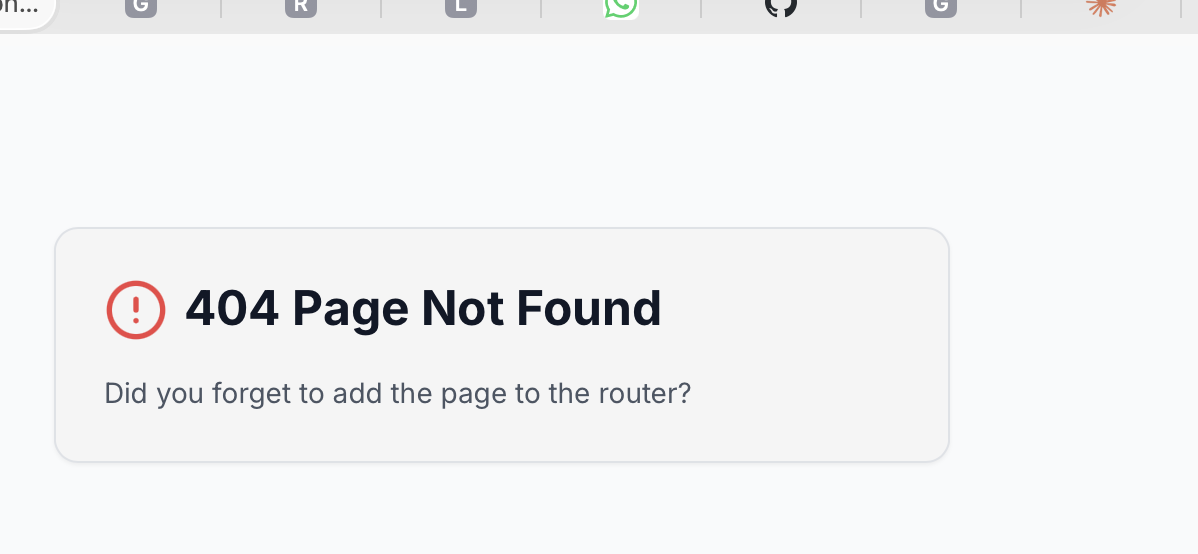 G
R
L
G
404 Page Not Found
Did you forget to add the page to the router?